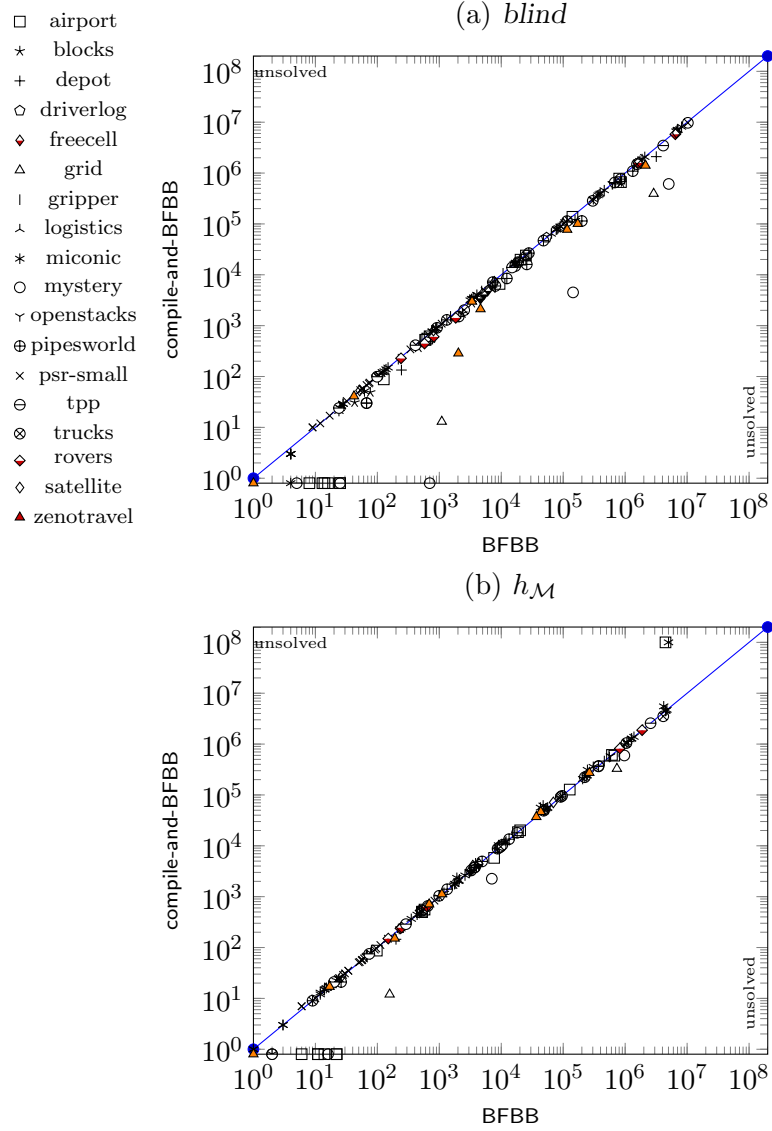 (a) blind
airport
blocks
depot
driverlog
freecell
grid
gripper
logistics
miconic
mystery
openstacks
pipesworld
psr-small
tpp
trucks
rovers
satellite
zenotravel
10^8
unsolved
10^7
10^6
10^5
10^4
10^3
10^2
10^1
10^0
compile-and-BFBB
unsolved
10^0 10^1 10^2 10^3 10^4 10^5 10^6 10^7 10^8
BFBB
(b) h_ℳ
10^8
unsolved
10^7
10^6
10^5
10^4
10^3
10^2
10^1
10^0
compile-and-BFBB
unsolved
10^0 10^1 10^2 10^3 10^4 10^5 10^6 10^7 10^8
BFBB